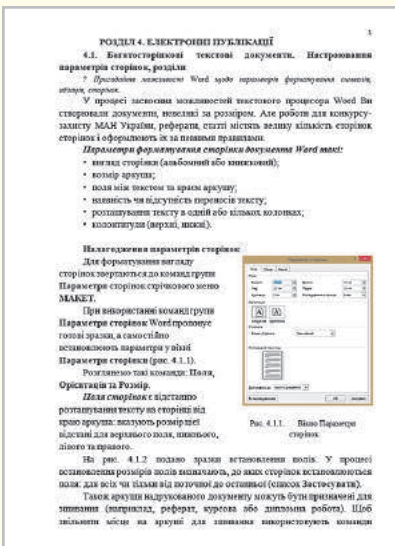 3
РОЗДІЛ 4. ЕЛЕКТРОННІ ПУБЛІКАЦІЇ
4.1. Багатосторінкові текстові документи. Настроювання
параметрів сторінок, розділи
? Пригадайте можливості Word щодо параметрів форматування символів,
абзаців, сторінок.
У процесі засвоєння можливостей текстового процесора Word Ви
створювали документи, невеликі за розміром. Але роботи для конкурсу-
захисту МАН України, реферати, статті містять велику кількість сторінок
сторінок і оформлюють їх за певними правилами.
Параметри форматування сторінки документа Word такі:
• вигляд сторінки (альбомний або книжковий);
• розмір аркуша;
• поля між текстом та краєм аркушу;
• наявність чи відсутність переносів тексту;
• розташування тексту в одній або кількох колонках;
• колонтитули (верхні, нижні).
Налагодження параметрів сторінок
Для форматування вигляду
сторінок звертаються до команд групи
Параметри сторінок стрічкового меню
МАКЕТ.
При використанні команд групи
Параметри сторінок Word пропонує
готові зразки, а самостійно
встановлюють параметри у вікні
Параметри сторінки (рис. 4.1.1).
Розглянемо такі команди: Поля,
Орієнтація та Розмір.
Поля сторінок є відстанню
розташування тексту на сторінці від
краю аркуша: вказують розмір цієї
відстані для верхнього поля, нижнього,
лівого та правого.
Рис. 4.1.1. Вікно Параметри
сторінок
На рис. 4.1.2 подано зразки встановлення полів. У процесі
встановлення розмірів полів визначають, до яких сторінок встановлюються
поля: для всіх чи тільки від поточної до останньої (список Застосувати).
Також аркуші надрукованого документу можуть бути призначені для
зшивання (наприклад, реферат, курсова або дипломна робота). Щоб
звільнити місце на аркуші для зшивання використовують команди